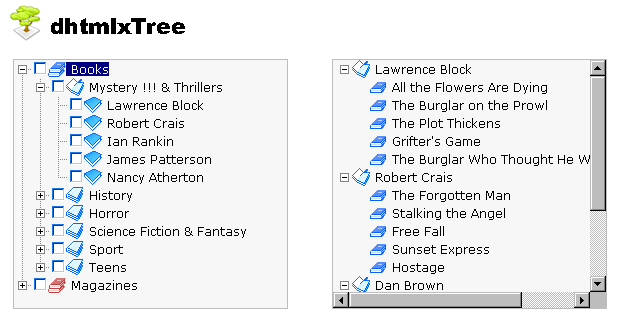 dhtmlxTree
Books
Mystery !!! & Thrillers
Lawrence Block
Robert Crais
Ian Rankin
James Patterson
Nancy Atherton
History
Horror
Science Fiction & Fantasy
Sport
Teens
Magazines
Lawrence Block
All the Flowers Are Dying
The Burglar on the Prowl
The Plot Thickens
Grifter's Game
The Burglar Who Thought He W
Robert Crais
The Forgotten Man
Stalking the Angel
Free Fall
Sunset Express
Hostage
Dan Brown